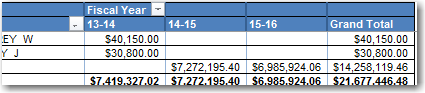 Fiscal Year
13-14 14-15 15-16 Grand Total
EY W $40,150.00 $40,150.00
Y J $30,800.00 $30,800.00
$7,272,195.40 $6,985,924.06 $14,258,119.46
$7,419,327.02 $7,272,195.40 $6,985,924.06 $21,677,446.48